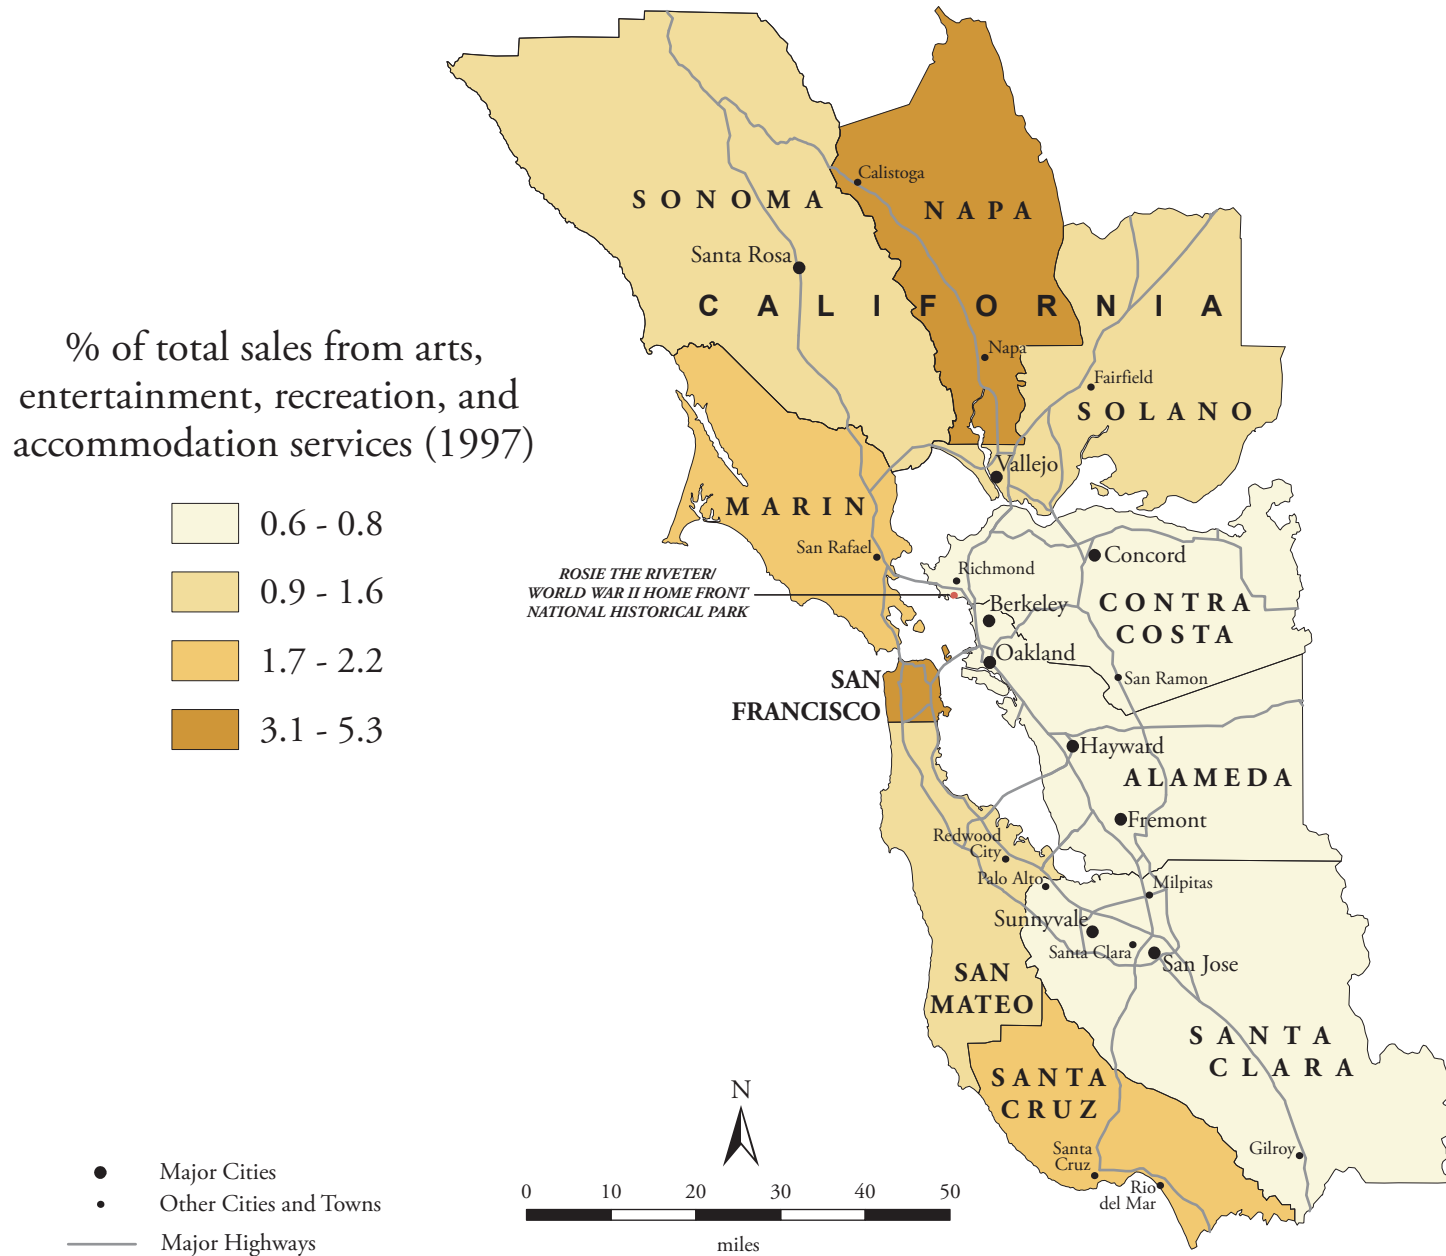 % of total sales from arts,
entertainment, recreation, and
accommodation services (1997)
0.6 - 0.8
0.9 - 1.6
1.7 - 2.2
3.1 - 5.3
Calistoga
SONOMA
NAPA
Santa Rosa
CALIFORNIA
Napa
Fairfield
SOLANO
Vallejo
MARIN
San Rafael
Concord
ROSIE THE RIVETER/
WORLD WAR II HOME FRONT
NATIONAL HISTORICAL PARK
Richmond
Berkeley
CONTRA
COSTA
Oakland
San Ramon
SAN
FRANCISCO
Hayward
ALAMEDA
Fremont
Redwood
City
Palo Alto
Milpitas
Sunnyvale
Santa Clara
San Jose
SAN
MATEO
SANTA
CLARA
SANTA
CRUZ
Santa
Cruz
Gilroy
Rio
del Mar
N
0 10 20 30 40 50
miles
Major Cities
Other Cities and Towns
Major Highways